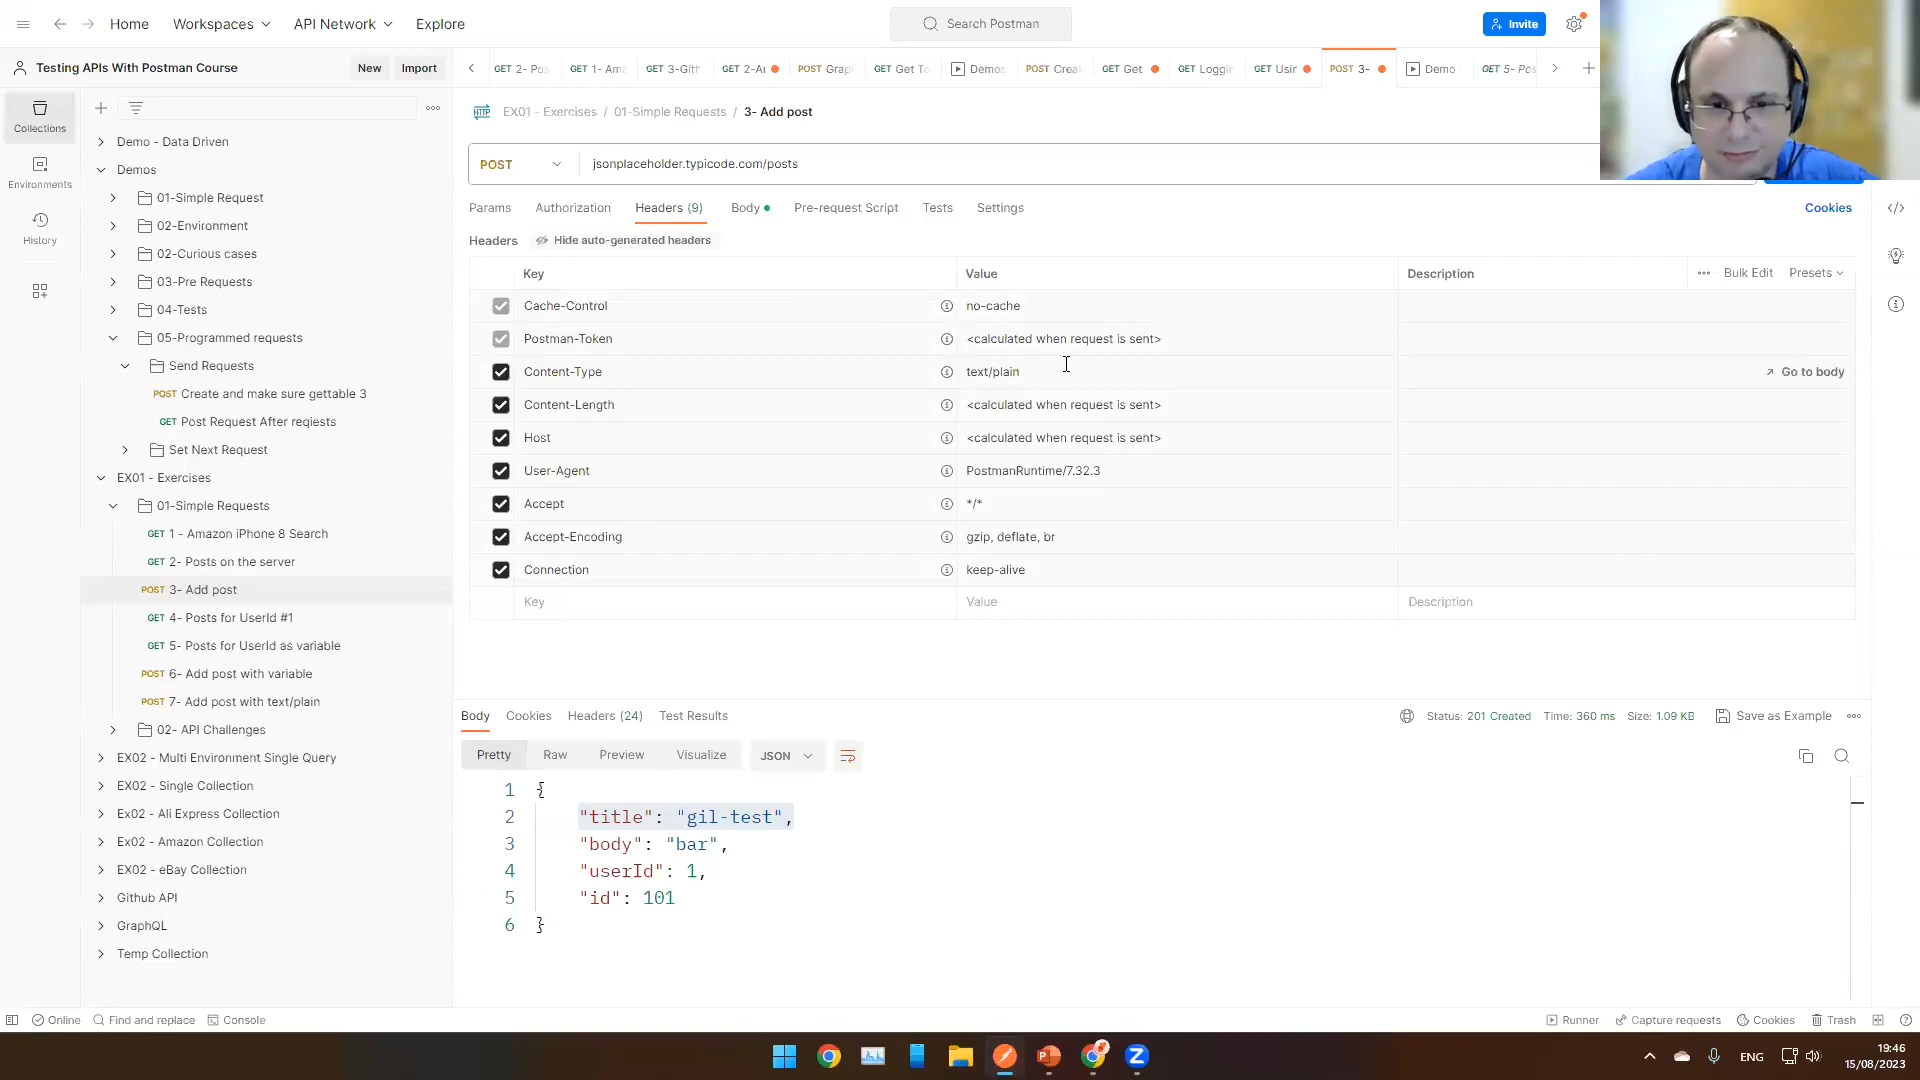 Home
Workspaces
API Network
Explore
Search Postman
Invite
Testing APIs With Postman Course
New
Import
GET 2- Pos
GET 1- Ama
GET 3-Gith
GET 2-Ar
POST Grap
GET Get To
Demos
POST Crea
GET Get
GET Loggin
GET Usin
POST 3-
Demo
GET 5- Pos
Collections
Environments
History
Demo - Data Driven
Demos
01-Simple Request
02-Environment
02-Curious cases
03-Pre Requests
04-Tests
05-Programmed requests
Send Requests
POST Create and make sure gettable 3
GET Post Request After reqiests
Set Next Request
EX01 - Exercises
01-Simple Requests
GET 1 - Amazon iPhone 8 Search
GET 2- Posts on the server
POST 3- Add post
GET 4- Posts for UserId #1
GET 5- Posts for UserId as variable
POST 6- Add post with variable
POST 7- Add post with text/plain
02- API Challenges
EX02 - Multi Environment Single Query
EX02 - Single Collection
Ex02 - Ali Express Collection
Ex02 - Amazon Collection
EX02 - eBay Collection
Github API
GraphQL
Temp Collection
HTTP EX01 - Exercises / 01-Simple Requests / 3- Add post
POST jsonplaceholder.typicode.com/posts
Params Authorization Headers (9) Body Pre-request Script Tests Settings Cookies
Headers Hide auto-generated headers
Key Value Description Bulk Edit Presets
Cache-Control no-cache
Postman-Token <calculated when request is sent>
Content-Type text/plain Go to body
Content-Length <calculated when request is sent>
Host <calculated when request is sent>
User-Agent PostmanRuntime/7.32.3
Accept */*
Accept-Encoding gzip, deflate, br
Connection keep-alive
Key Value Description
Body Cookies Headers (24) Test Results Status: 201 Created Time: 360 ms Size: 1.09 KB Save as Example
Pretty Raw Preview Visualize JSON
1 {
2 "title": "gil-test",
3 "body": "bar",
4 "userId": 1,
5 "id": 101
6 }
Online Find and replace Console Runner Capture requests Cookies Trash
ENG 19:46
15/08/2023